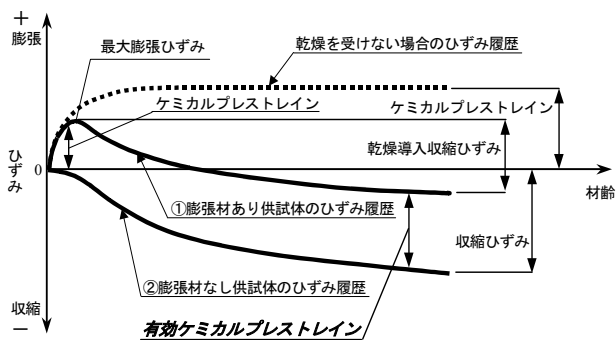 ＋
膨張
最大膨張ひずみ
乾燥を受けない場合のひずみ履歴
ケミカルプレストレイン
ケミカルプレストレイン
乾燥導入収縮ひずみ
ひずみ
0
材齢
①膨張材あり供試体のひずみ履歴
収縮ひずみ
②膨張材なし供試体のひずみ履歴
収縮
－
有効ケミカルプレストレイン